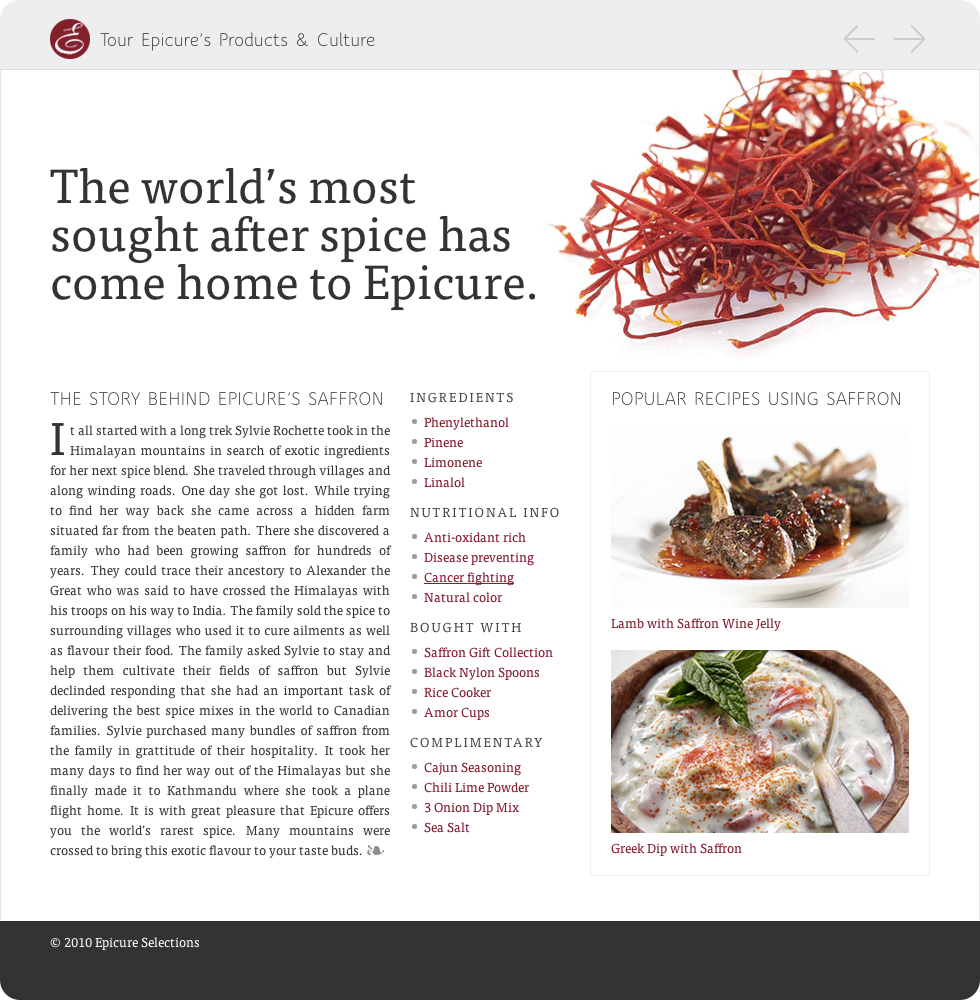 Tour Epicure's Products & Culture
The world's most
sought after spice has
come home to Epicure.
THE STORY BEHIND EPICURE'S SAFFRON
It all started with a long trek Sylvie Rochette took in the
Himalayan mountains in search of exotic ingredients
for her next spice blend. She traveled through villages and
along winding roads. One day she got lost. While trying
to find her way back she came across a hidden farm
situated far from the beaten path. There she discovered a
family who had been growing saffron for hundreds of
years. They could trace their ancestory to Alexander the
Great who was said to have crossed the Himalayas with
his troops on his way to India. The family sold the spice to
surrounding villages who used it to cure ailments as well
as flavour their food. The family asked Sylvie to stay and
help them cultivate their fields of saffron but Sylvie
declinded responding that she had an important task of
delivering the best spice mixes in the world to Canadian
families. Sylvie purchased many bundles of saffron from
the family in grattitude of their hospitality. It took her
many days to find her way out of the Himalayas but she
finally made it to Kathmandu where she took a plane
flight home. It is with great pleasure that Epicure offers
you the world's rarest spice. Many mountains were
crossed to bring this exotic flavour to your taste buds.
INGREDIENTS
Phenylethanol
Pinene
Limonene
Linalol
NUTRITIONAL INFO
Anti-oxidant rich
Disease preventing
Cancer fighting
Natural color
BOUGHT WITH
Saffron Gift Collection
Black Nylon Spoons
Rice Cooker
Amor Cups
COMPLIMENTARY
Cajun Seasoning
Chili Lime Powder
3 Onion Dip Mix
Sea Salt
POPULAR RECIPES USING SAFFRON
Lamb with Saffron Wine Jelly
Greek Dip with Saffron
© 2010 Epicure Selections